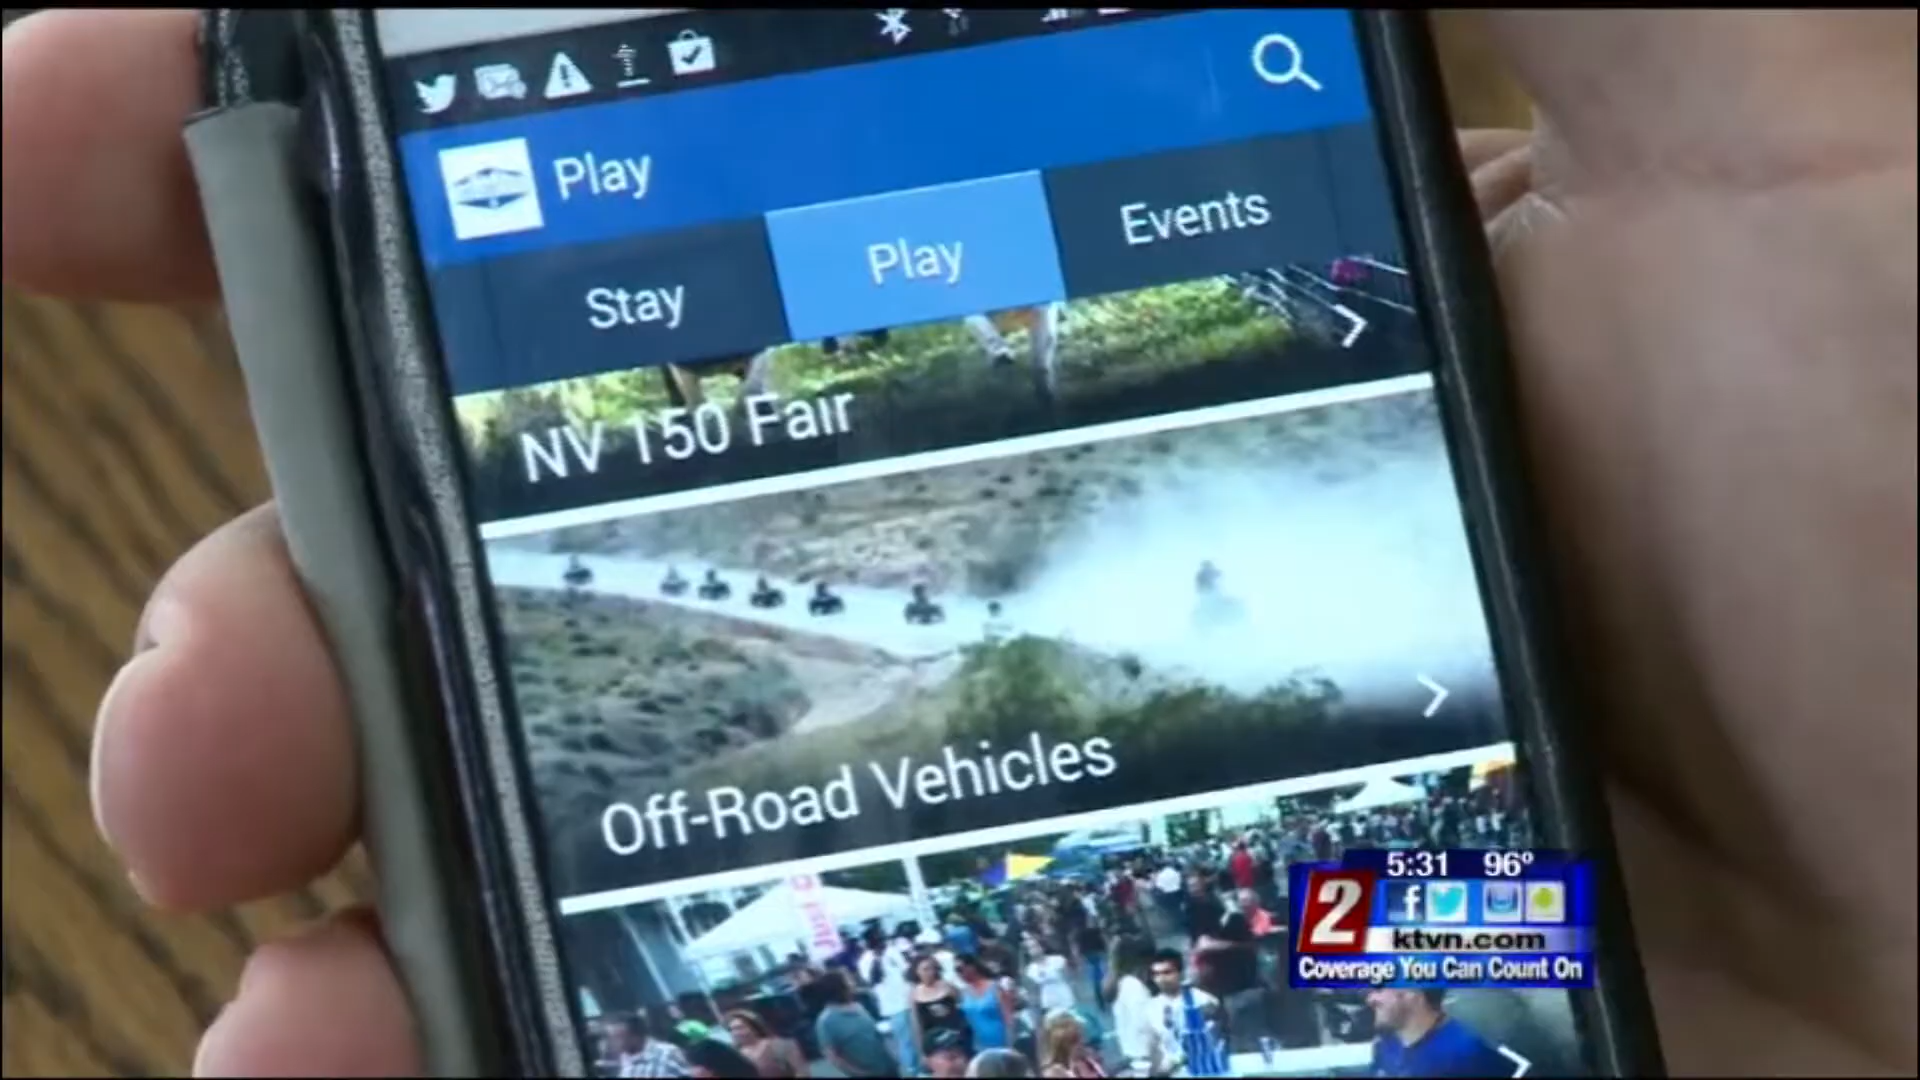 Play
Stay
Play
Events
NV 150 Fair
Off-Road Vehicles
5:31 96°
2
ktvn.com
Coverage You Can Count On